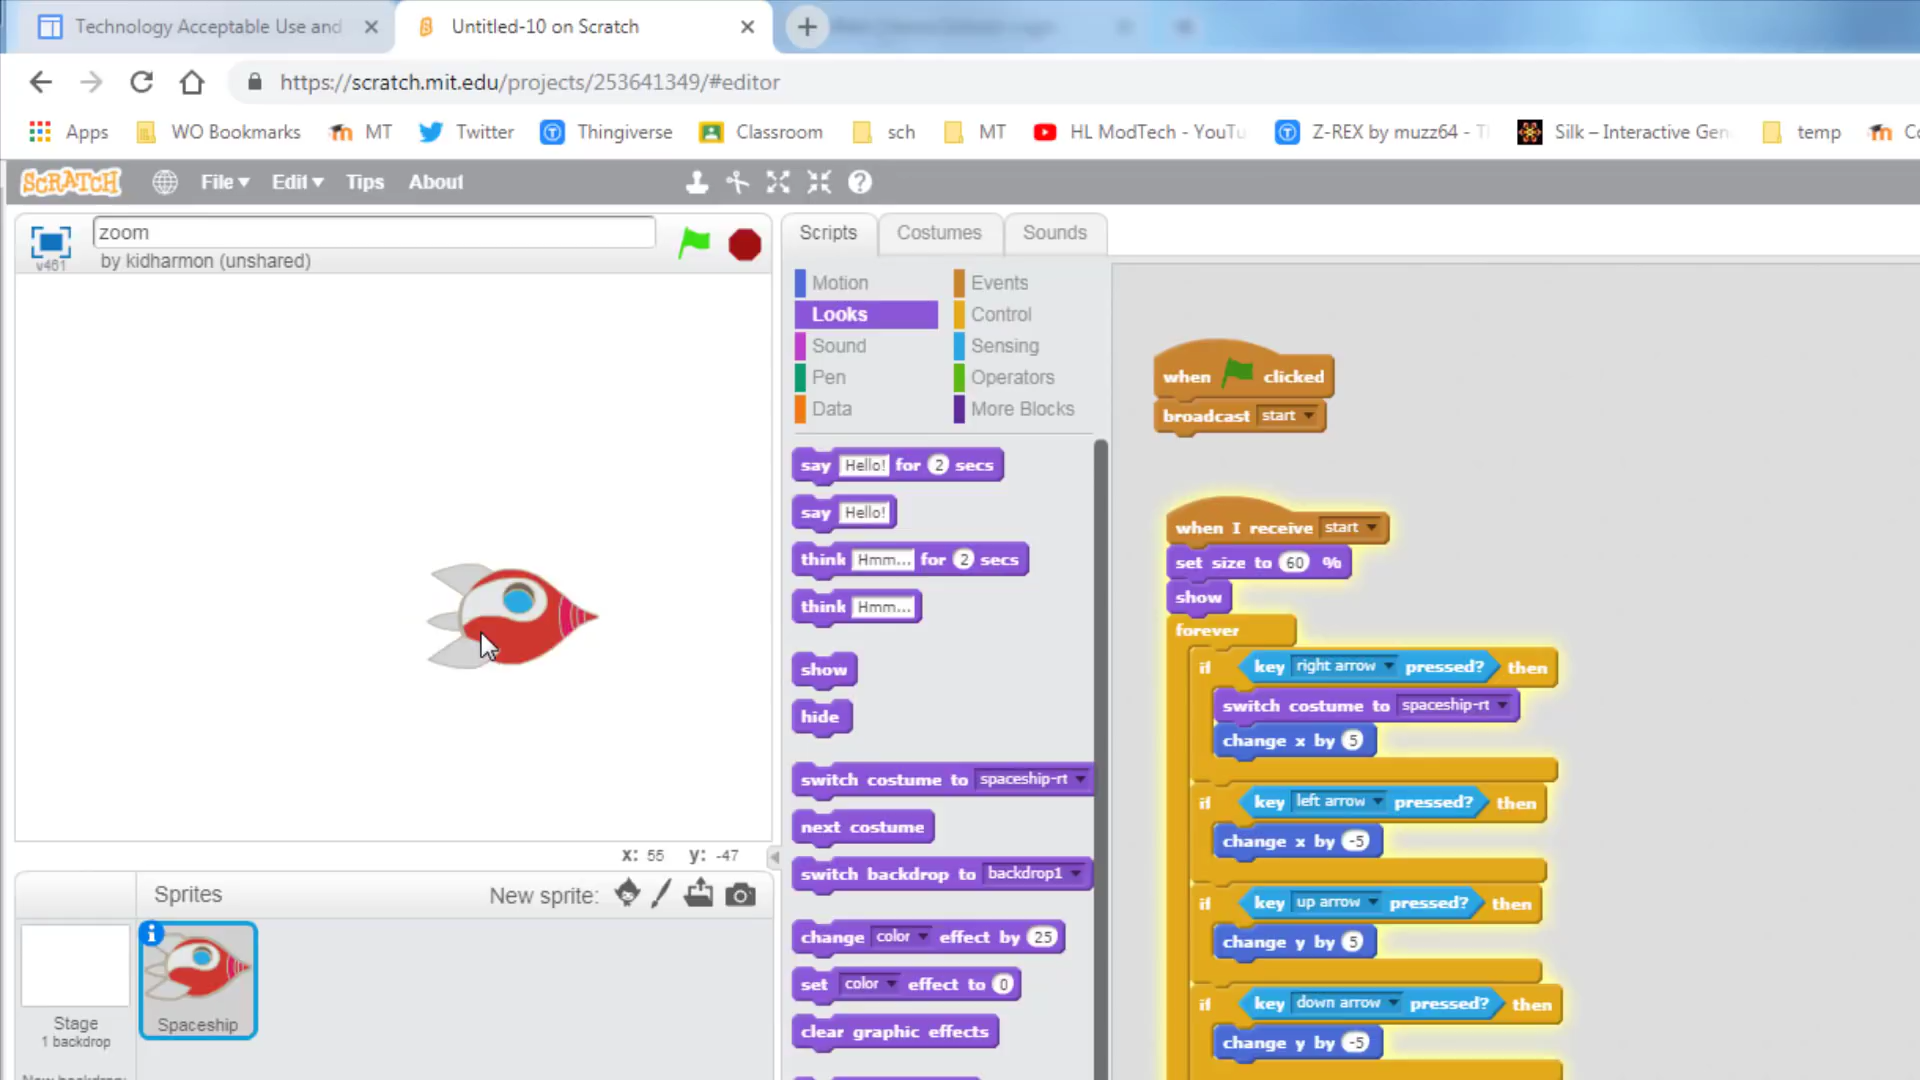 Technology Acceptable Use and
Untitled-10 on Scratch
https://scratch.mit.edu/projects/253641349/#editor
Apps
WO Bookmarks
MT
Twitter
Thingiverse
Classroom
sch
MT
HL ModTech - YouTu
Z-REX by muzz64 - T
Silk – Interactive Gen
temp
SCRATCH
File
Edit
Tips
About
v461
zoom
by kidharmon (unshared)
x: 55 y: -47
Sprites
New sprite:
Spaceship
Stage
1 backdrop
New backdrop:
Scripts
Costumes
Sounds
Motion
Looks
Sound
Pen
Data
Events
Control
Sensing
Operators
More Blocks
say Hello! for 2 secs
say Hello!
think Hmm... for 2 secs
think Hmm...
show
hide
switch costume to spaceship-rt
next costume
switch backdrop to backdrop1
change color effect by 25
set color effect to 0
clear graphic effects
when clicked
broadcast start
when I receive start
set size to 60 %
show
forever
if key right arrow pressed? then
switch costume to spaceship-rt
change x by 5
if key left arrow pressed? then
change x by -5
if key up arrow pressed? then
change y by 5
if key down arrow pressed? then
change y by -5